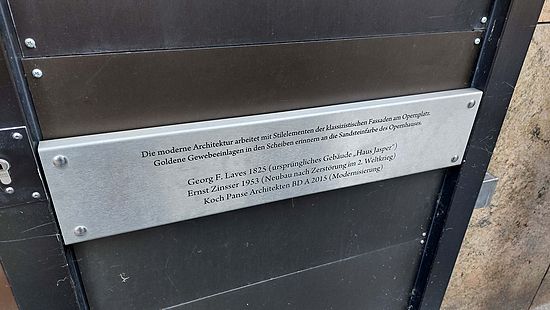 Die moderne Architektur arbeitet mit Stilelementen der klassizistischen Fassaden am Opernplatz.
Goldene Gewebeeinlagen in den Scheiben erinnern an die Sandsteinfarbe des Opernhauses.
Georg F. Laves 1825 (ursprüngliches Gebäude „Haus Jasper“)
Ernst Zinsser 1953 (Neubau nach Zerstörung im 2. Weltkrieg)
Koch Panse Architekten BD A 2015 (Modernisierung)